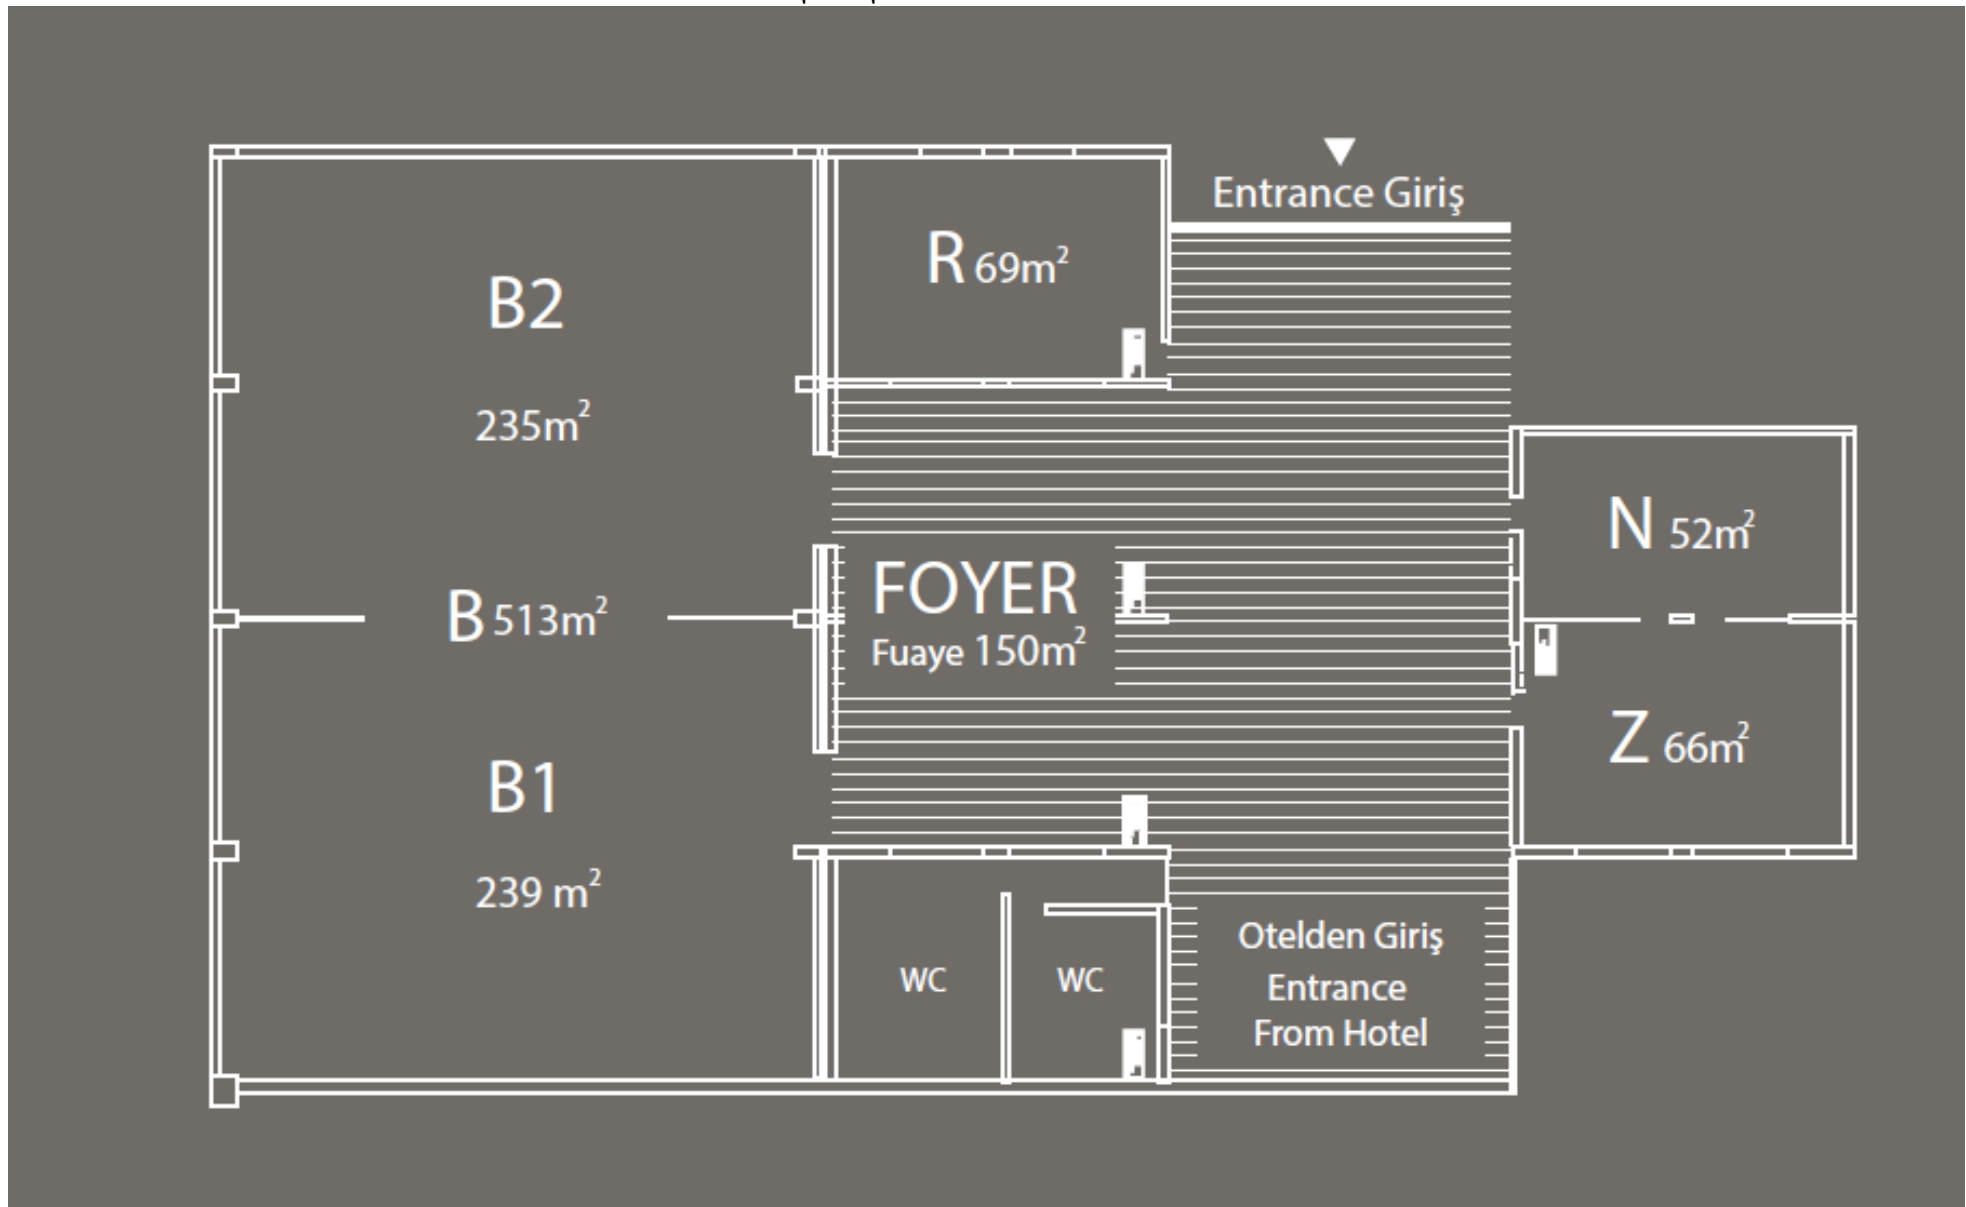 Entrance Giriş
R 69m²
B2
235m²
N 52m²
FOYER
B 513m²
Fuaye 150m²
Z 66m²
B1
239 m²
Otelden Giriş
WC
WC
Entrance
From Hotel